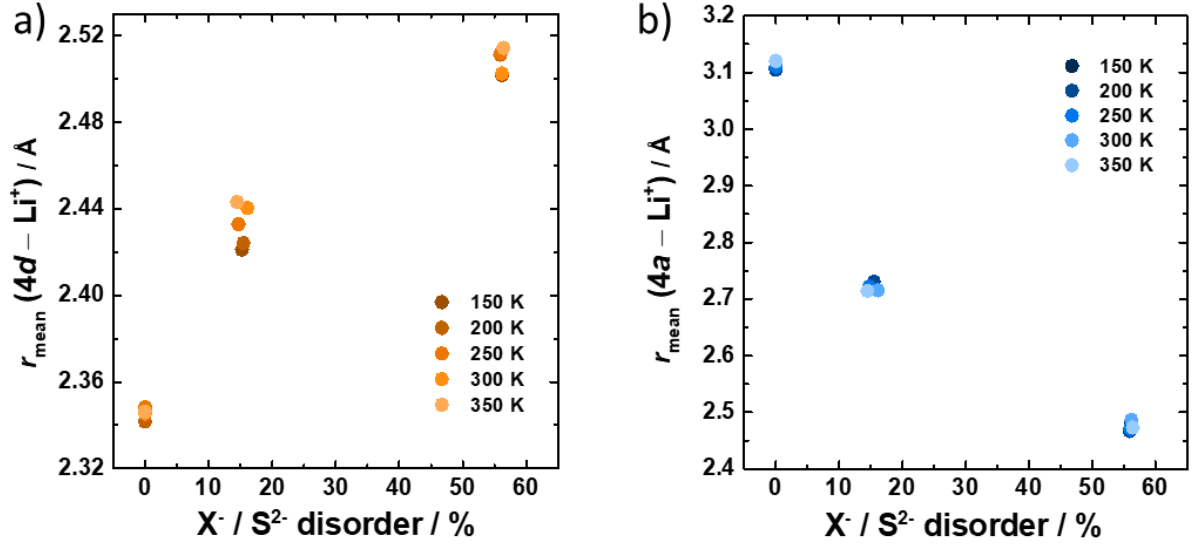 a)
2.52
2.48
2.44
2.40
2.36
2.32
r_mean (4d – Li⁺) / Å
150 K
200 K
250 K
300 K
350 K
0 10 20 30 40 50 60
X⁻ / S²⁻ disorder / %
b)
3.2
3.1
3.0
2.9
2.8
2.7
2.6
2.5
2.4
r_mean (4a – Li⁺) / Å
150 K
200 K
250 K
300 K
350 K
0 10 20 30 40 50 60
X⁻ / S²⁻ disorder / %